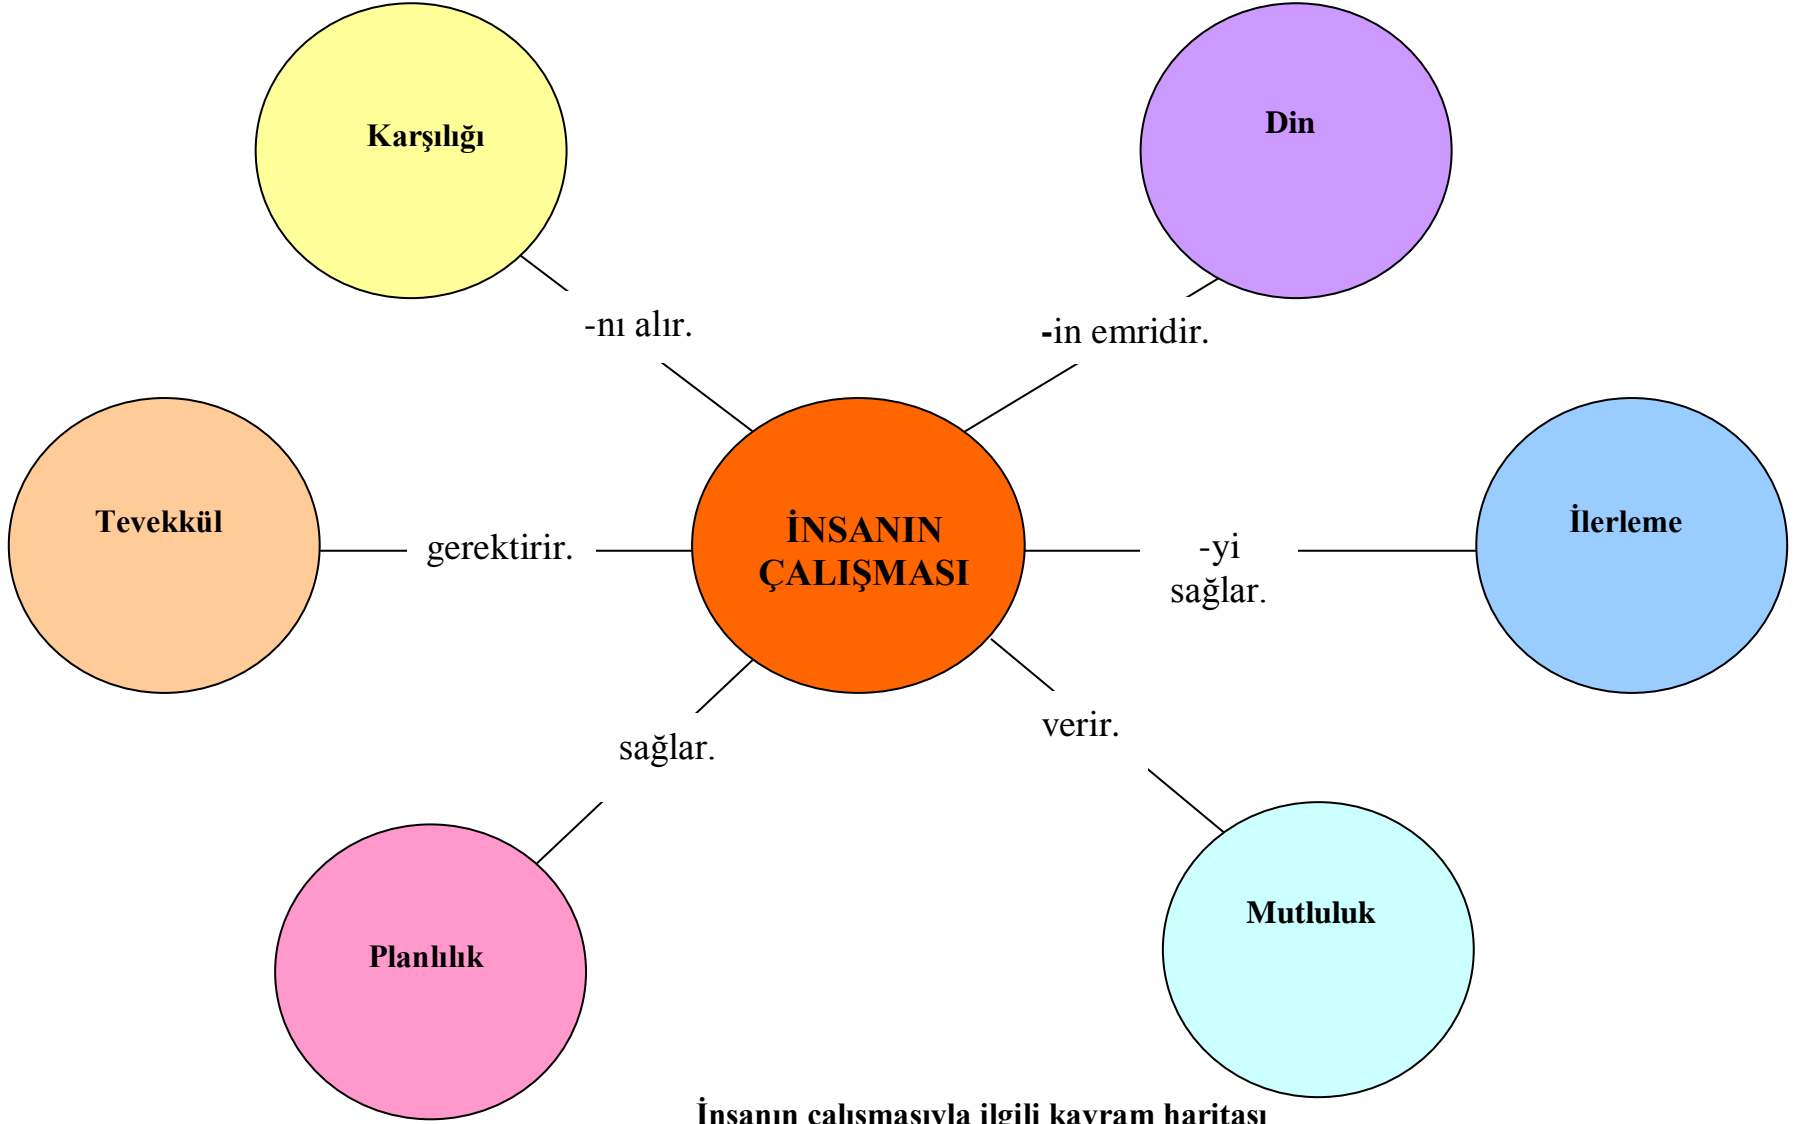 Karşılığı
Din
-nı alır.
-in emridir.
Tevekkül
gerektirir.
İNSANIN
ÇALIŞMASI
-yi
sağlar.
İlerleme
sağlar.
verir.
Planlılık
Mutluluk
İnsanın çalışmasıyla ilgili kavram haritası